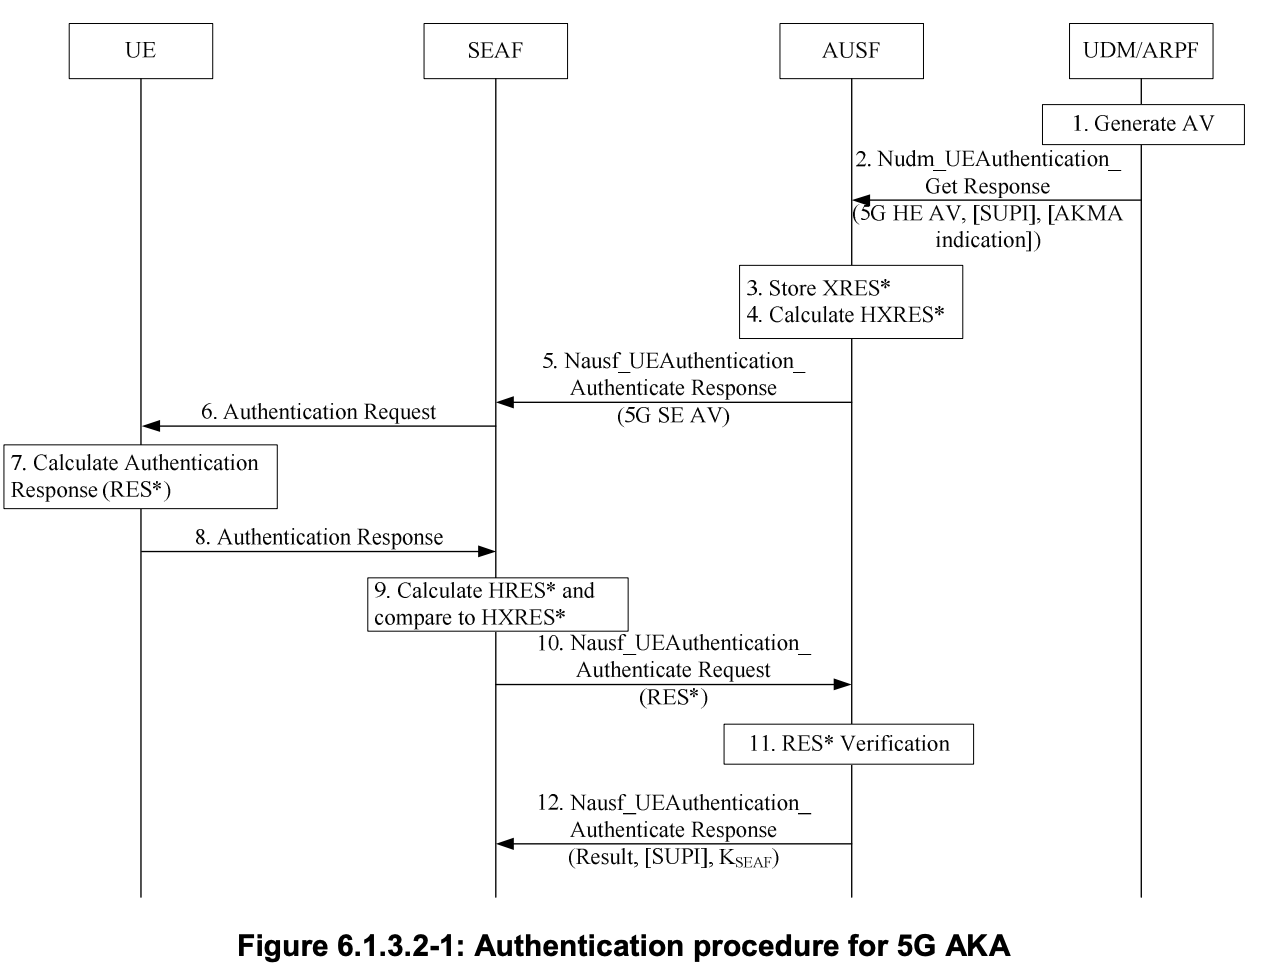 UE
SEAF
AUSF
UDM/ARPF
1. Generate AV
2. Nudm_UEAuthentication_
Get Response
(5G HE AV, [SUPI], [AKMA
indication])
3. Store XRES*
4. Calculate HXRES*
5. Nausf_UEAuthentication_
Authenticate Response
(5G SE AV)
6. Authentication Request
7. Calculate Authentication
Response (RES*)
8. Authentication Response
9. Calculate HRES* and
compare to HXRES*
10. Nausf_UEAuthentication_
Authenticate Request
(RES*)
11. RES* Verification
12. Nausf_UEAuthentication_
Authenticate Response
(Result, [SUPI], KSEAF)
Figure 6.1.3.2-1: Authentication procedure for 5G AKA